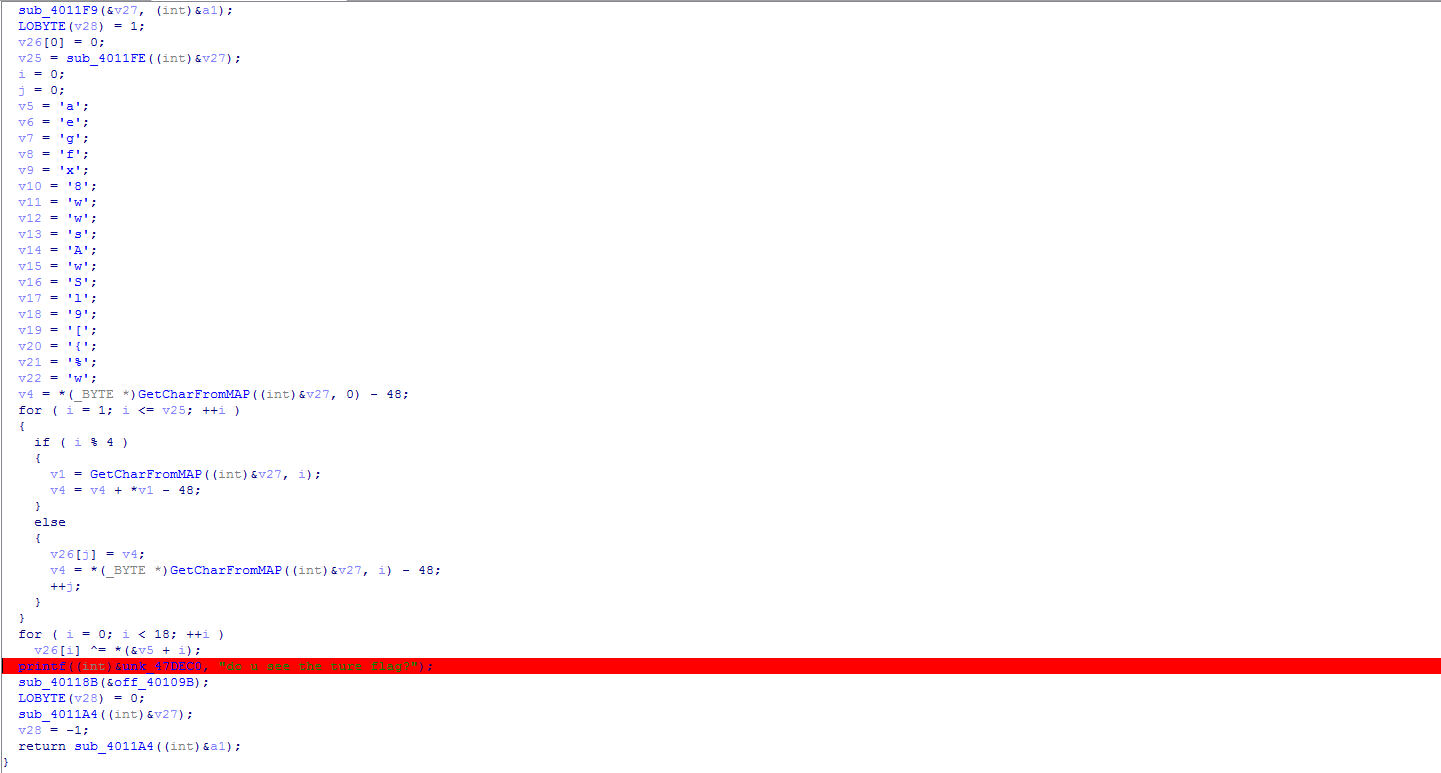 sub_4011F9(&v27, (int)&a1);
LOBYTE(v28) = 1;
v26[0] = 0;
v25 = sub_4011FE((int)&v27);
i = 0;
j = 0;
v5 = 'a';
v6 = 'e';
v7 = 'g';
v8 = 'f';
v9 = 'x';
v10 = '8';
v11 = 'w';
v12 = 'w';
v13 = 's';
v14 = 'A';
v15 = 'w';
v16 = 'S';
v17 = 'l';
v18 = '9';
v19 = '[';
v20 = '{';
v21 = '%';
v22 = 'w';
v4 = *(_BYTE *)GetCharFromMAP((int)&v27, 0) - 48;
for ( i = 1; i <= v25; ++i )
{
if ( i % 4 )
{
v1 = GetCharFromMAP((int)&v27, i);
v4 = v4 + *v1 - 48;
}
else
{
v26[j] = v4;
v4 = *(_BYTE *)GetCharFromMAP((int)&v27, i) - 48;
++j;
}
}
for ( i = 0; i < 18; ++i )
v26[i] ^= *(&v5 + i);
printf((int)&unk_47DEC0, "do u see the ture flag?");
sub_40118B(&off_40109B);
LOBYTE(v28) = 0;
sub_4011A4((int)&v27);
v28 = -1;
return sub_4011A4((int)&a1);
}